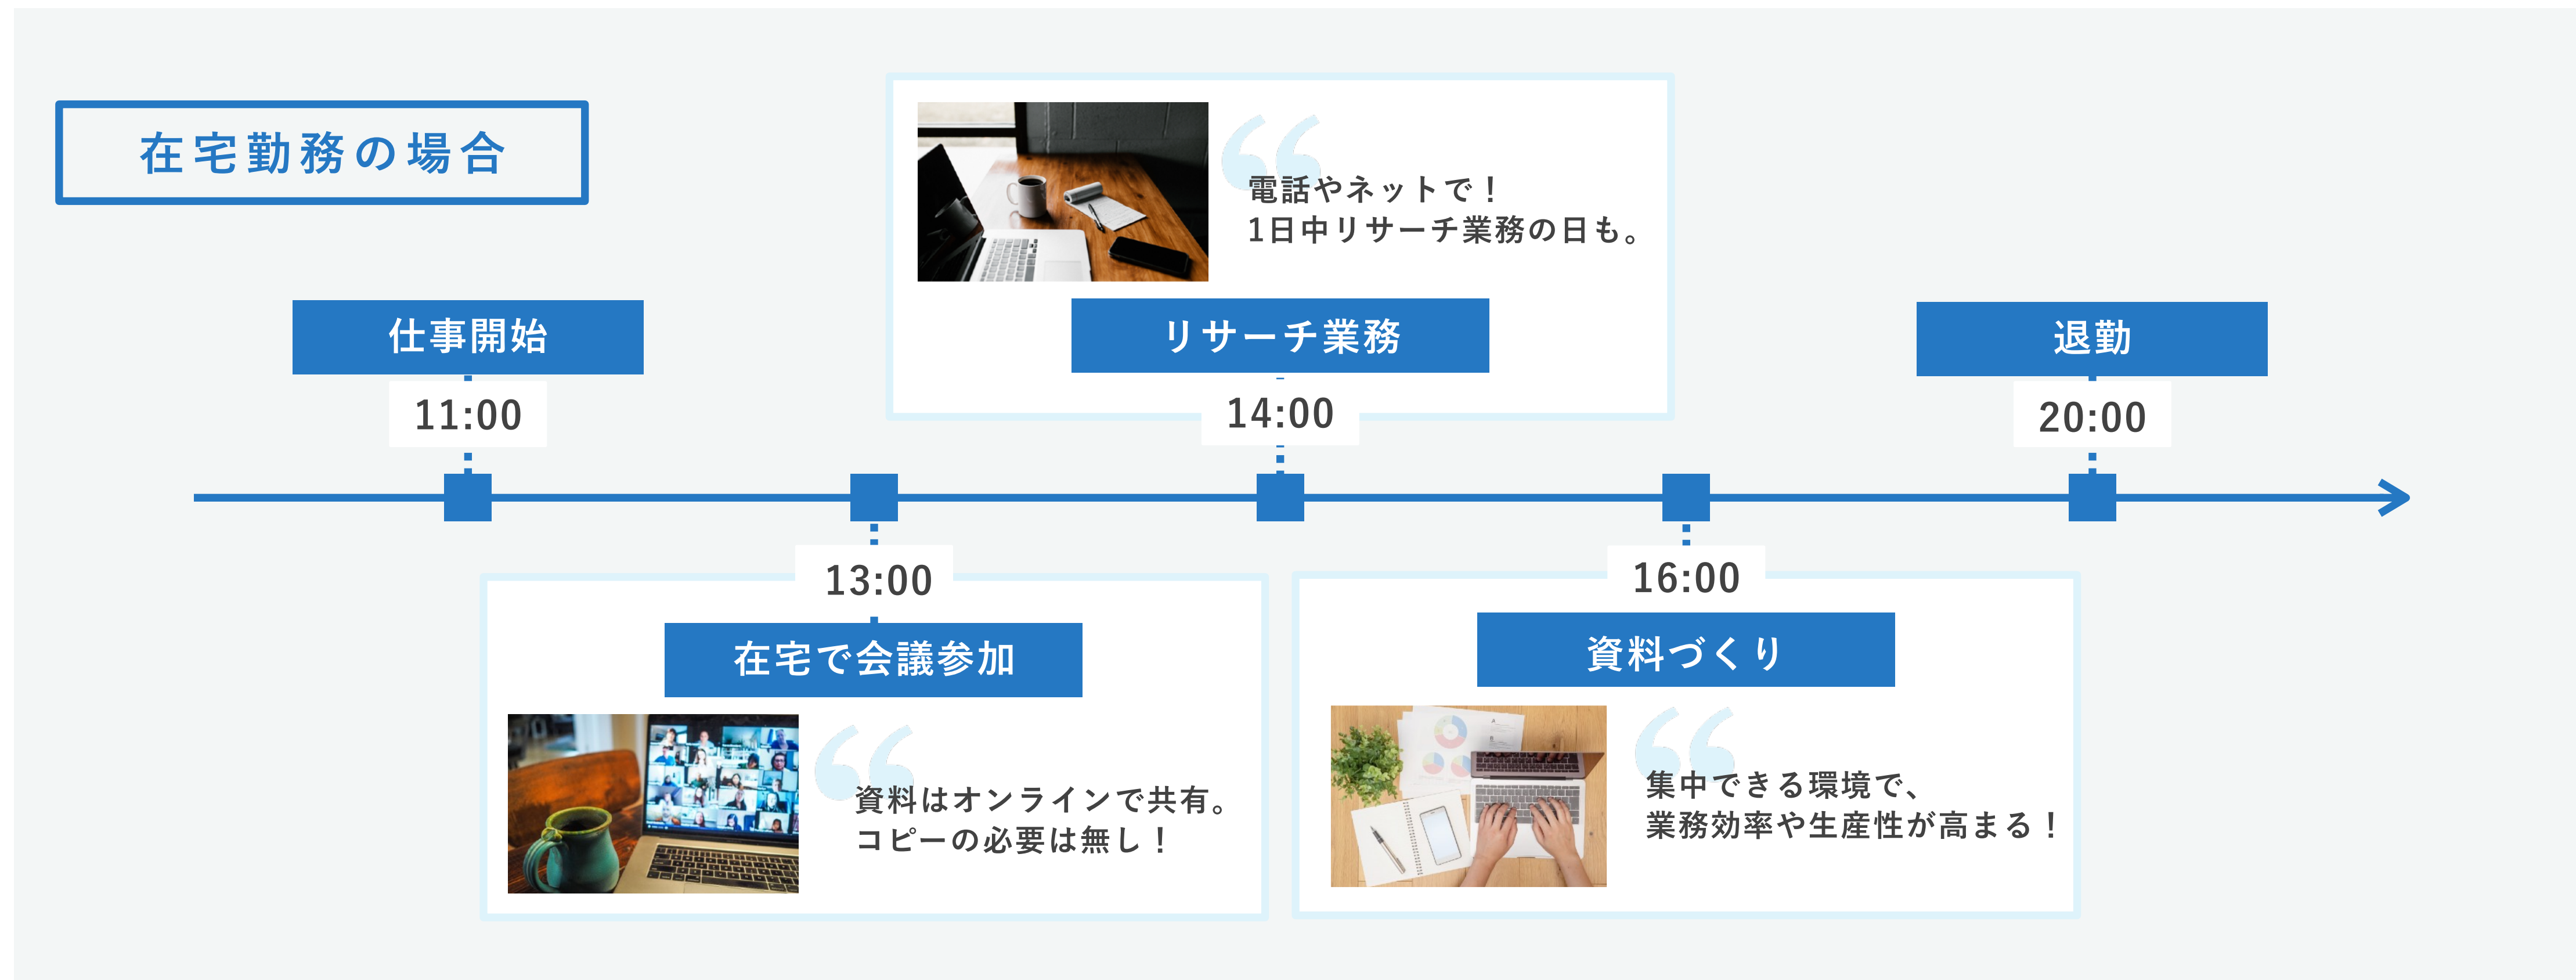 在宅勤務の場合
仕事開始
11:00
資料はオンラインで共有。
コピーの必要は無し！
在宅で会議参加
13:00
電話やネットで！
1日中リサーチ業務の日も。
リサーチ業務
14:00
16:00
資料づくり
集中できる環境で、
業務効率や生産性が高まる！
退勤
20:00